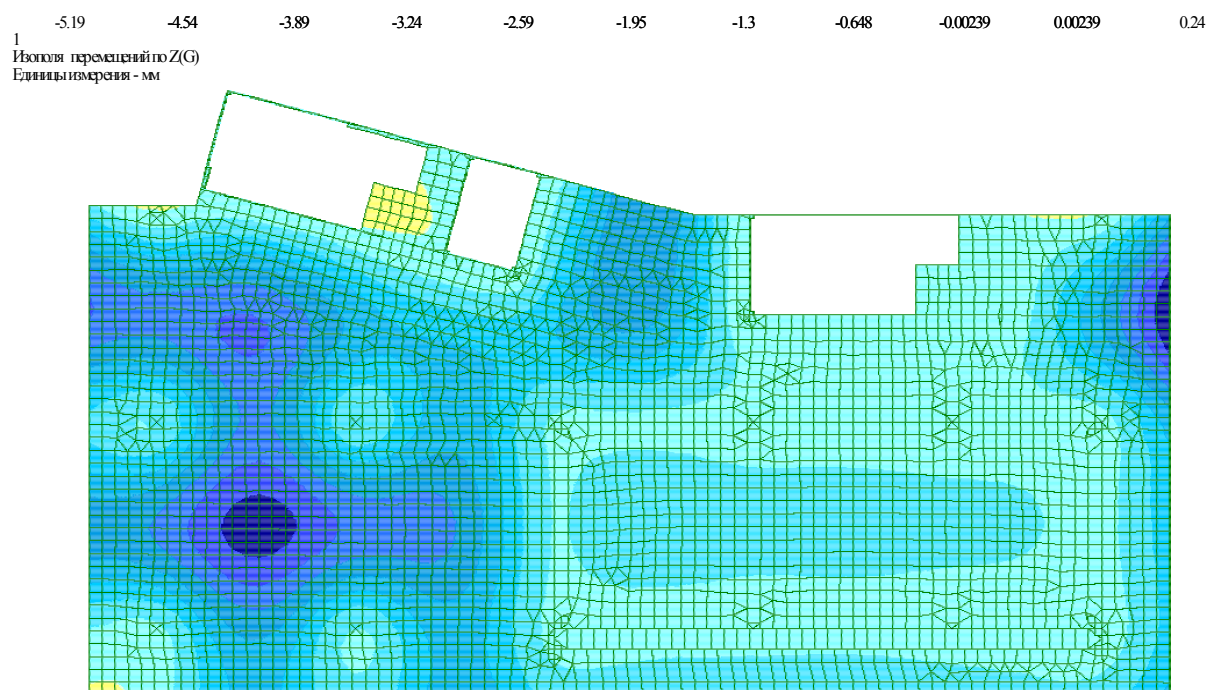 -5.19 -4.54 -3.89 -3.24 -2.59 -1.95 -1.3 -0.648 -0.00239 0.00239 0.24
1
Изополя перемещений по Z(G)
Единицы измерения - мм